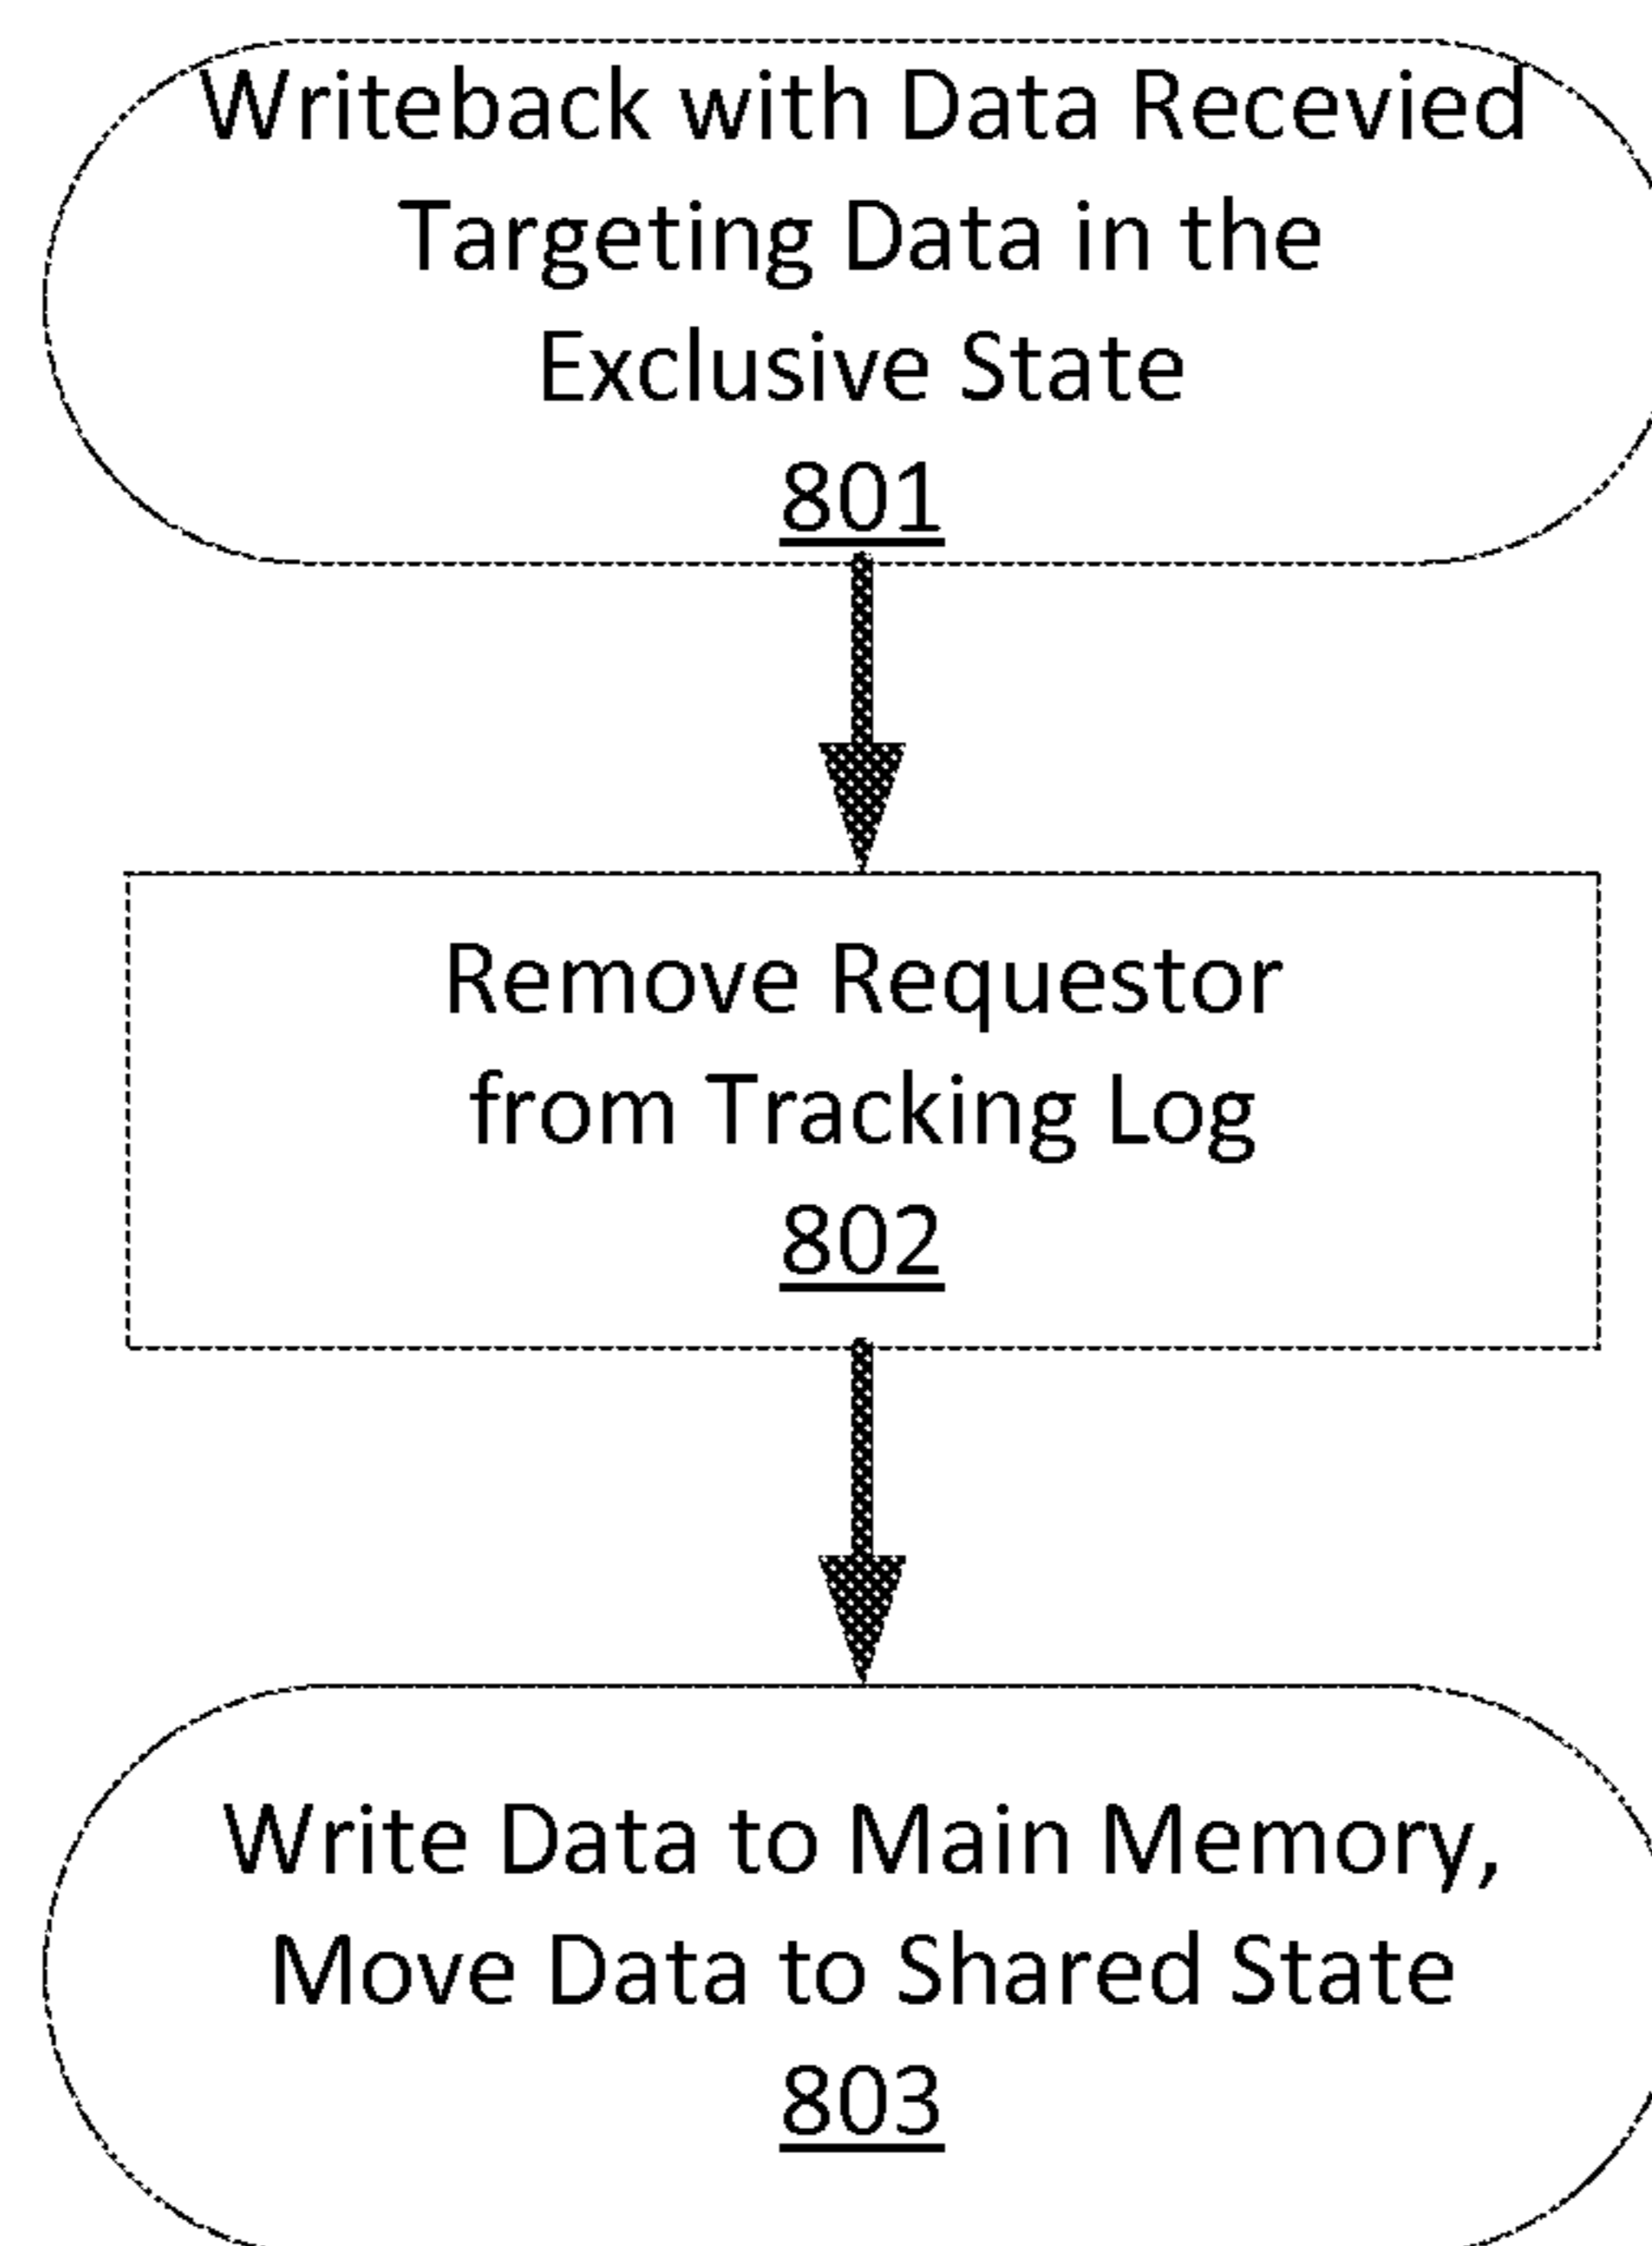 Writeback with Data Recevied
Targeting Data in the
Exclusive State
801
Remove Requestor
from Tracking Log
802
Write Data to Main Memory,
Move Data to Shared State
803